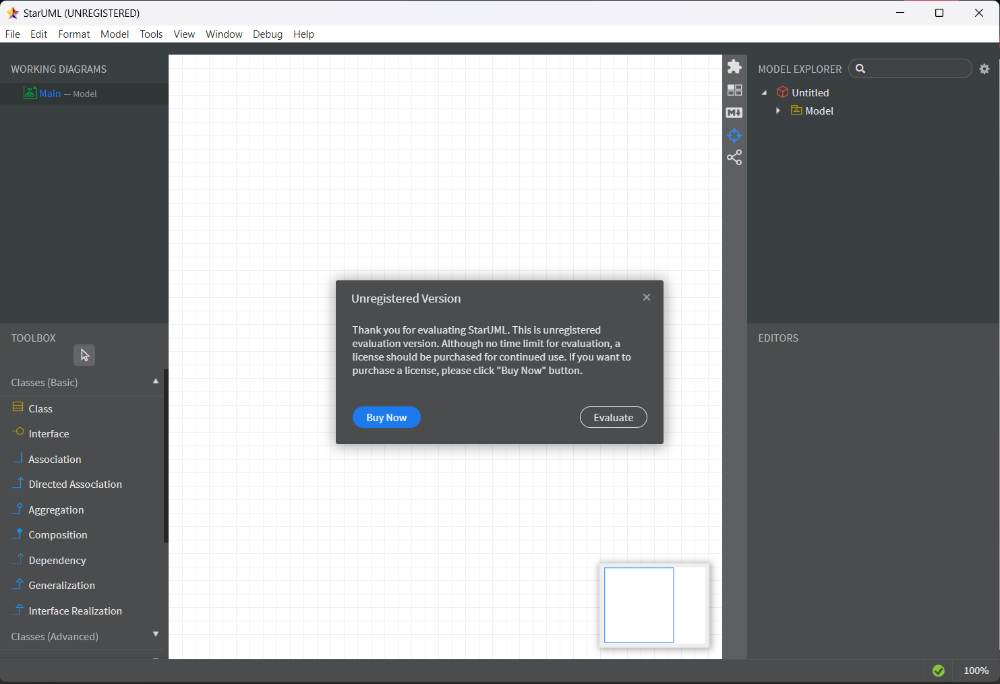 StarUML (UNREGISTERED)
File Edit Format Model Tools View Window Debug Help
WORKING DIAGRAMS
Main — Model
TOOLBOX
Classes (Basic)
Class
Interface
Association
Directed Association
Aggregation
Composition
Dependency
Generalization
Interface Realization
Classes (Advanced)
Unregistered Version
Thank you for evaluating StarUML. This is unregistered
evaluation version. Although no time limit for evaluation, a
license should be purchased for continued use. If you want to
purchase a license, please click "Buy Now" button.
Buy Now
Evaluate
M
MODEL EXPLORER
Untitled
Model
EDITORS
100%